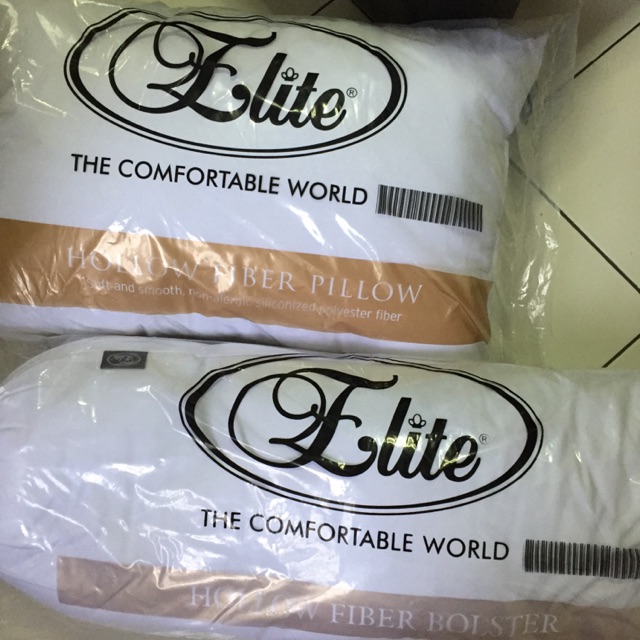 Elite®
THE COMFORTABLE WORLD
HOLLOW FIBER PILLOW
Soft and smooth, non-allergic siliconized polyester fiber
Elite®
THE COMFORTABLE WORLD
HOLLOW FIBER BOLSTER